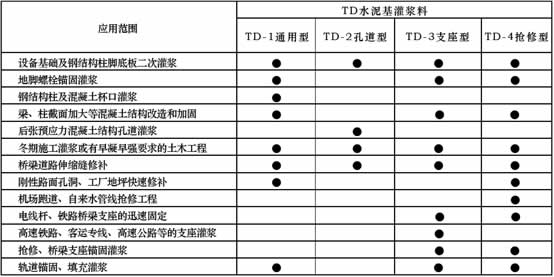 应用范围
TD水泥基灌浆料
TD-1通用型 TD-2孔道型 TD-3支座型 TD-4抢修型
设备基础及钢结构柱脚底板二次灌浆 ● ● ● ●
地脚螺栓锚固灌浆 ● ● ●
钢结构柱及混凝土杯口灌浆 ●
梁、柱截面加大等混凝土结构改造和加固 ● ● ●
后张预应力混凝土结构孔道灌浆 ●
冬期施工灌浆或有早凝早强要求的土木工程 ● ● ● ●
桥梁道路伸缩缝修补 ● ● ● ●
刚性路面孔洞、工厂地坪快速修补 ● ●
机场跑道、自来水管线抢修工程 ●
电线杆、铁路桥梁支座的迅速固定 ● ●
高速铁路、客运专线、高速公路等的支座灌浆 ●
抢修、桥梁支座锚固灌浆 ● ●
轨道锚固、填充灌浆 ● ● ●